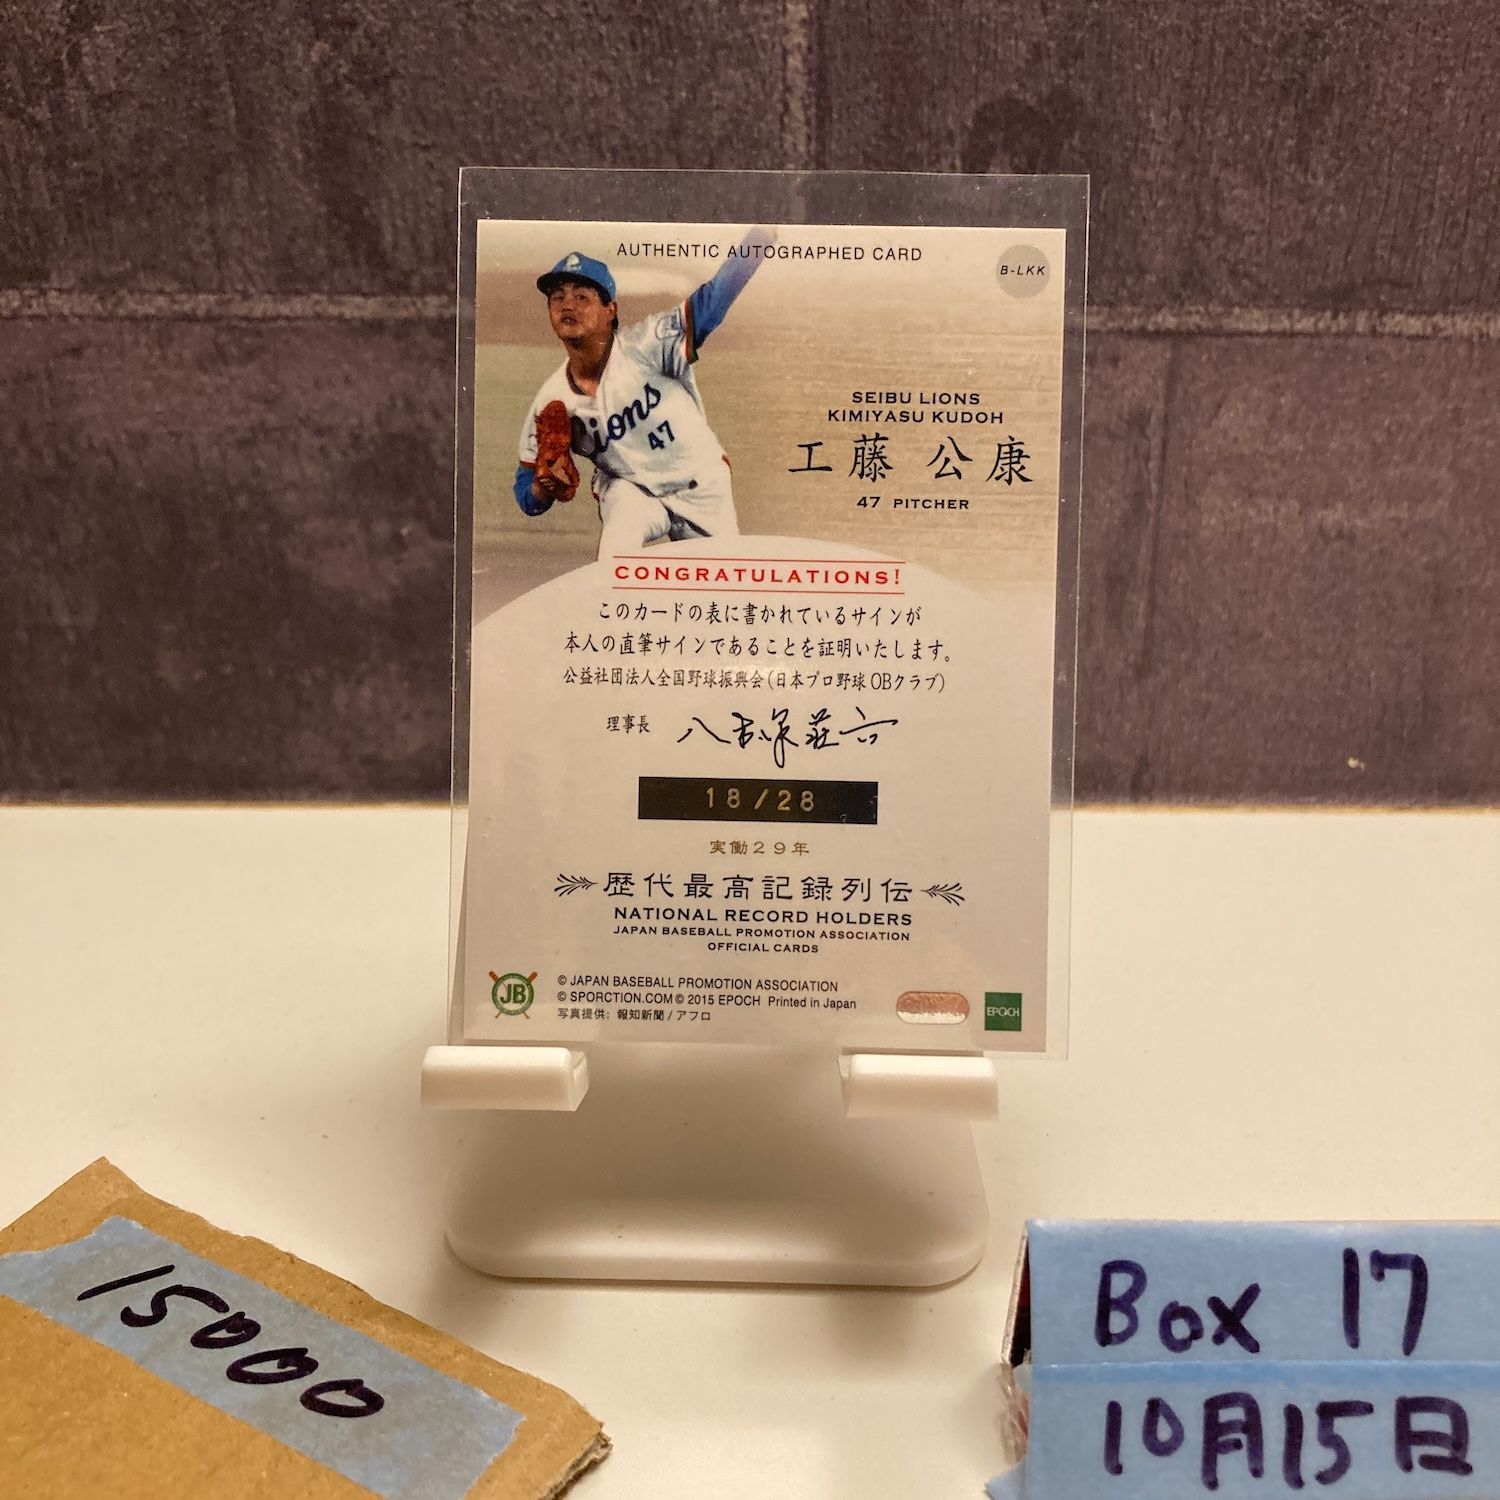 AUTHENTIC AUTOGRAPHED CARD
B-LKK
Lions
47
SEIBU LIONS
KIMIYASU KUDOH
工藤 公康
47 PITCHER
CONGRATULATIONS!
このカードの表に書かれているサインが
本人の直筆サインであることを証明いたします。
公益社団法人全国野球振興会(日本プロ野球OBクラブ)
理事長 八木沢荘六
18/28
実働29年
歴代最高記録列伝
NATIONAL RECORD HOLDERS
JAPAN BASEBALL PROMOTION ASSOCIATION
OFFICIAL CARDS
JB
© JAPAN BASEBALL PROMOTION ASSOCIATION
© SPORCTION.COM © 2015 EPOCH Printed in Japan
写真提供: 報知新聞/アフロ
EPOCH
15000
Box 17
10月15日